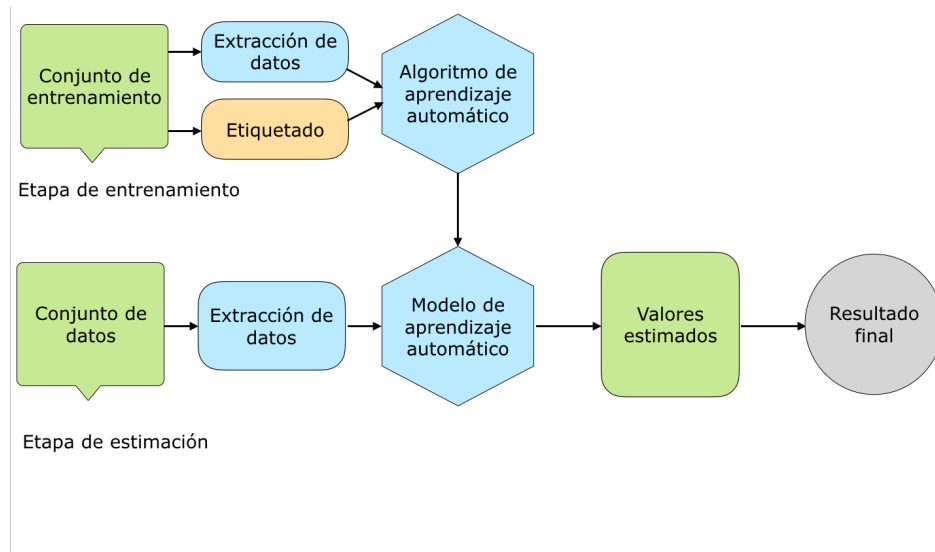 Conjunto de
entrenamiento
Extracción de
datos
Etiquetado
Algoritmo de
aprendizaje
automático
Etapa de entrenamiento
Conjunto de
datos
Extracción de
datos
Modelo de
aprendizaje
automático
Valores
estimados
Resultado
final
Etapa de estimación